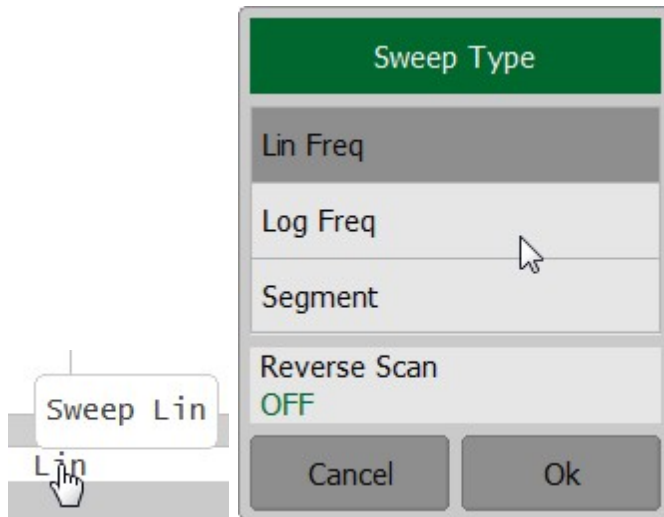 Sweep Lin
Lin
Sweep Type
Lin Freq
Log Freq
Segment
Reverse Scan
OFF
Cancel
Ok